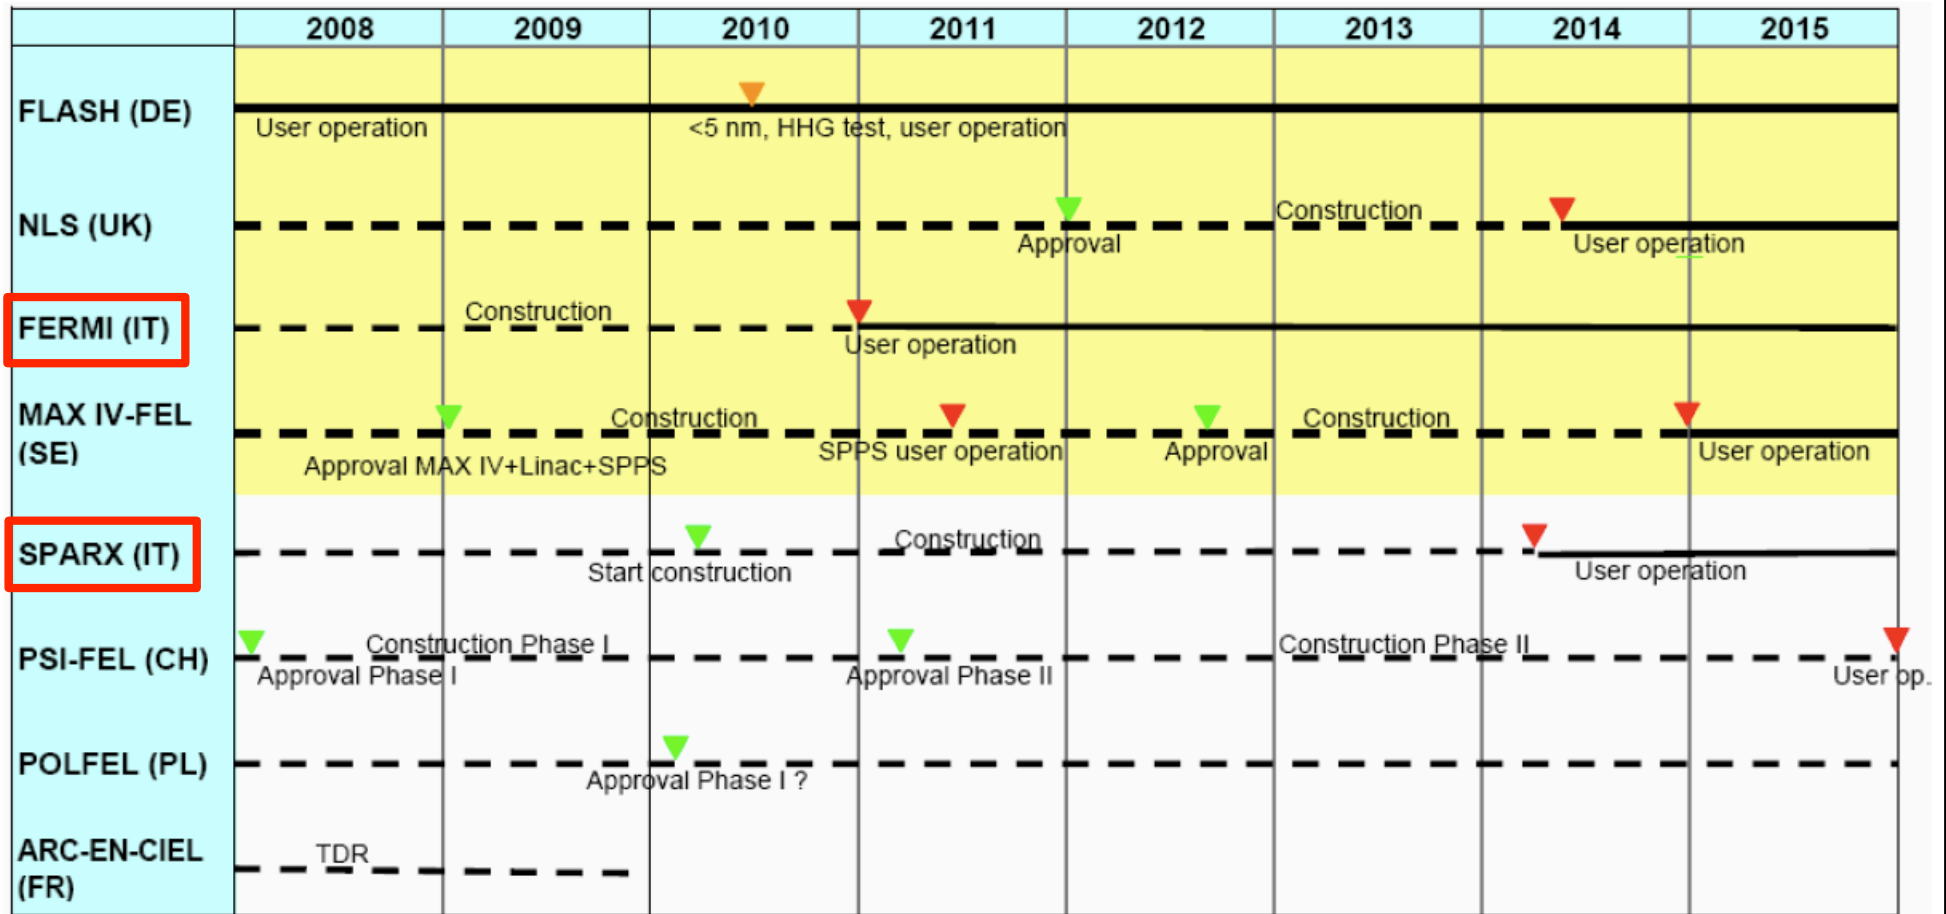 2008 2009 2010 2011 2012 2013 2014 2015
FLASH (DE)
User operation <5 nm, HHG test, user operation
Construction
NLS (UK)
Approval User operation
Construction
FERMI (IT)
User operation
MAX IV-FEL
(SE)
Construction Construction
SPPS user operation Approval User operation
Approval MAX IV+Linac+SPPS
Construction
SPARX (IT)
Start construction User operation
Construction Phase I Construction Phase II
PSI-FEL (CH)
Approval Phase I Approval Phase II User op.
POLFEL (PL)
Approval Phase I ?
ARC-EN-CIEL
(FR)
TDR